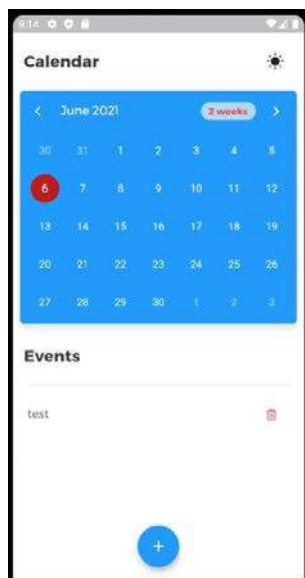 9:14
Calendar
June 2021 2 weeks
30 31 1 2 3 4 5
6 7 8 9 10 11 12
13 14 15 16 17 18 19
20 21 22 23 24 25 26
27 28 29 30 1 2 3
Events
test
+